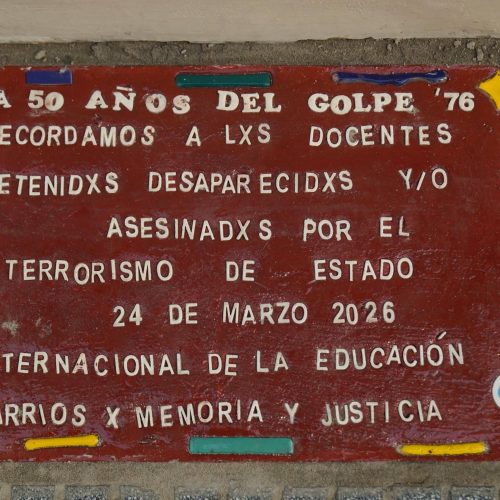 A 50 AÑOS DEL GOLPE '76
ECORDAMOS A LXS DOCENTES
ETENIDXS DESAPARECIDXS Y/O
ASESINADXS POR EL
TERRORISMO DE ESTADO
24 DE MARZO 2026
NTERNACIONAL DE LA EDUCACIÓN
ARRIOS X MEMORIA Y JUSTICIA